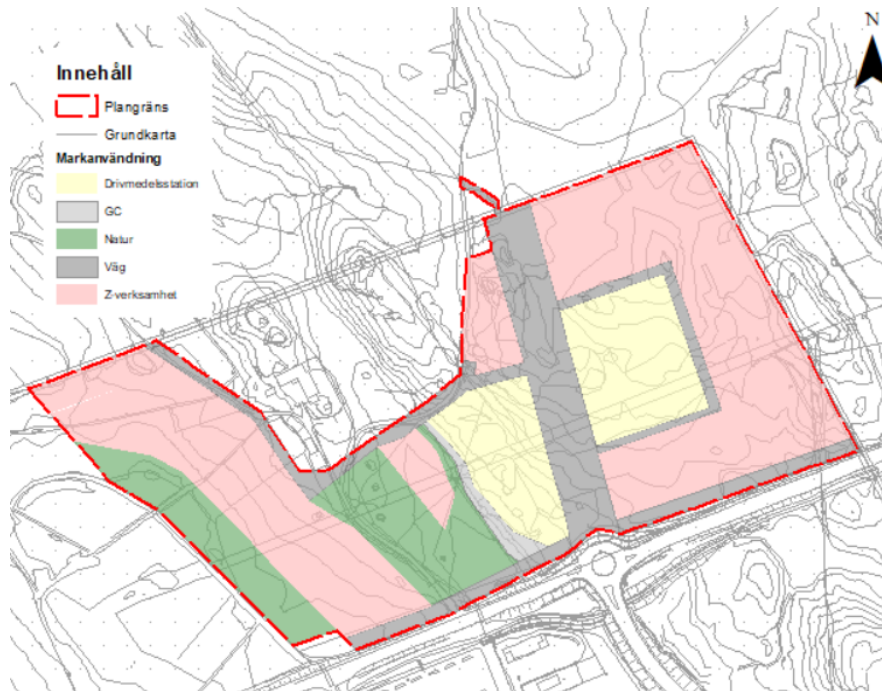 N
Innehåll
Plangräns
Grundkarta
Markanvändning
Drivmedelsstation
GC
Natur
Väg
Z-verksamhet